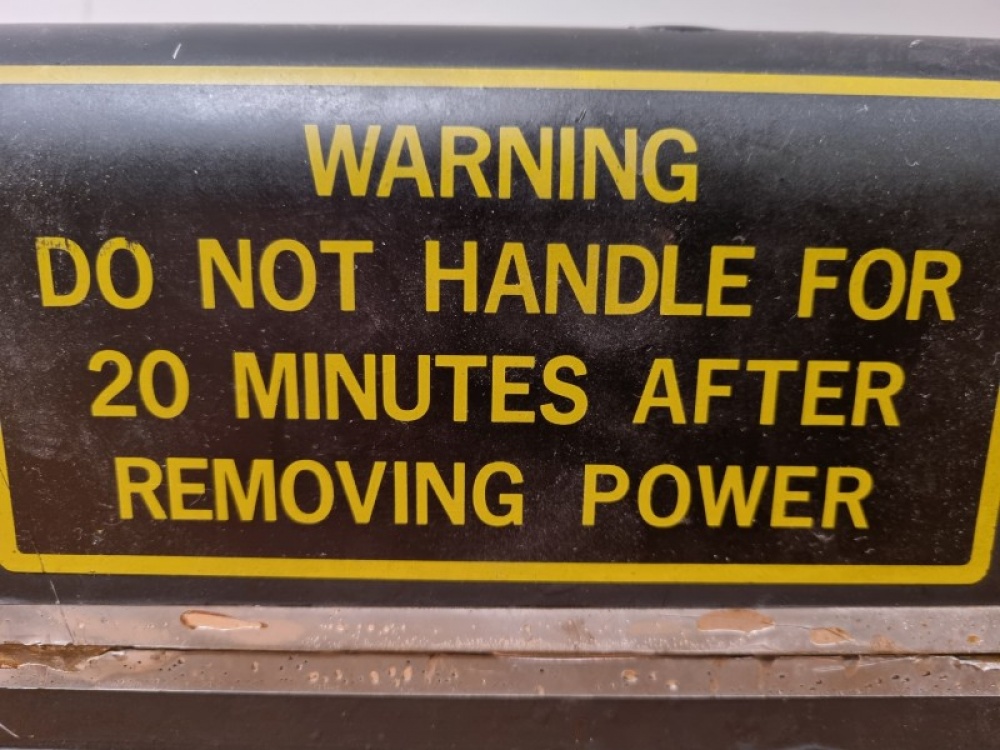 WARNING
DO NOT HANDLE FOR
20 MINUTES AFTER
REMOVING POWER